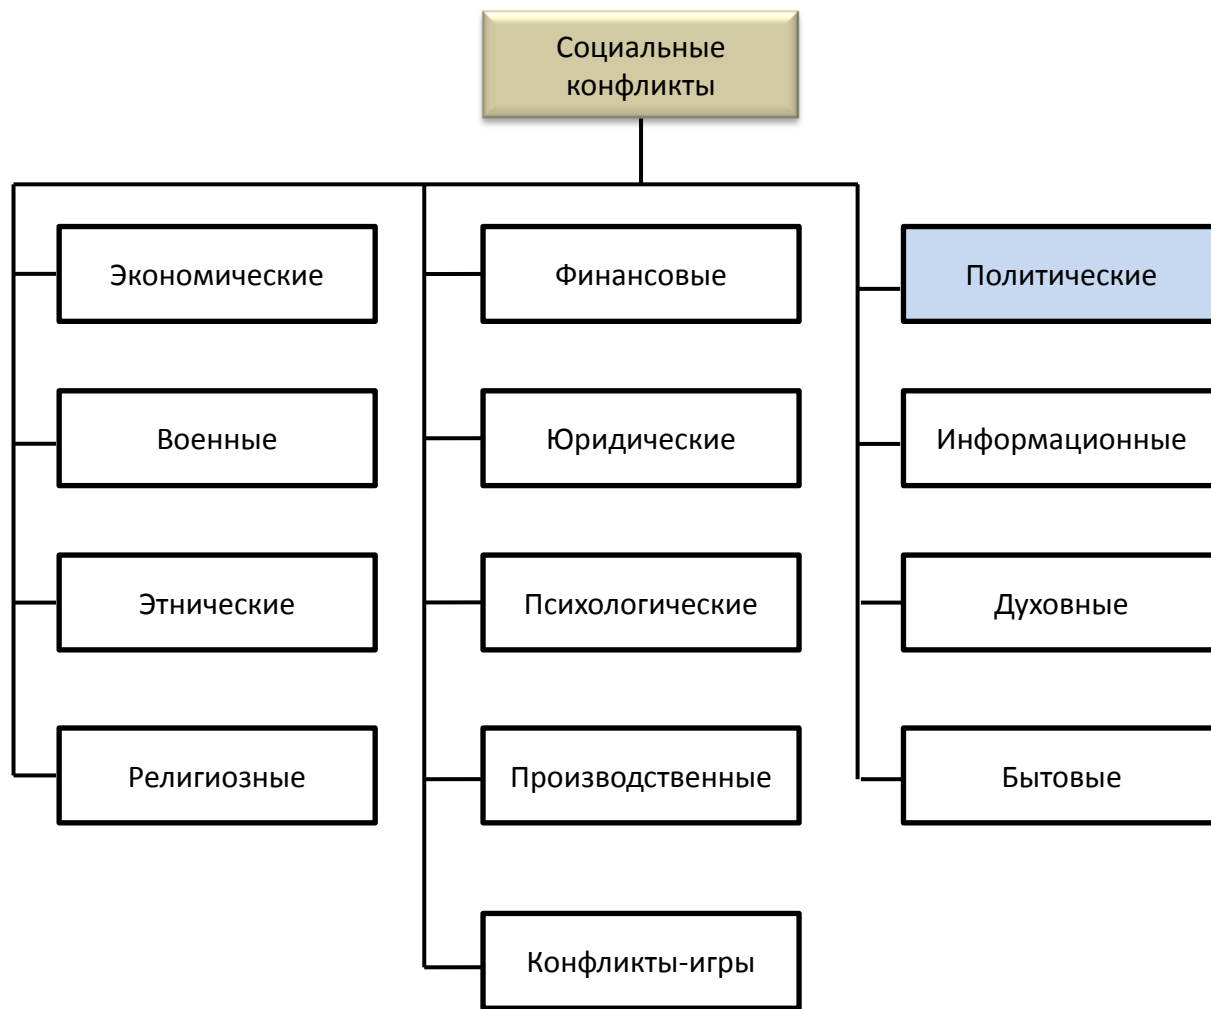 Социальные
конфликты
Экономические
Финансовые
Политические
Военные
Юридические
Информационные
Этнические
Психологические
Духовные
Религиозные
Производственные
Бытовые
Конфликты-игры